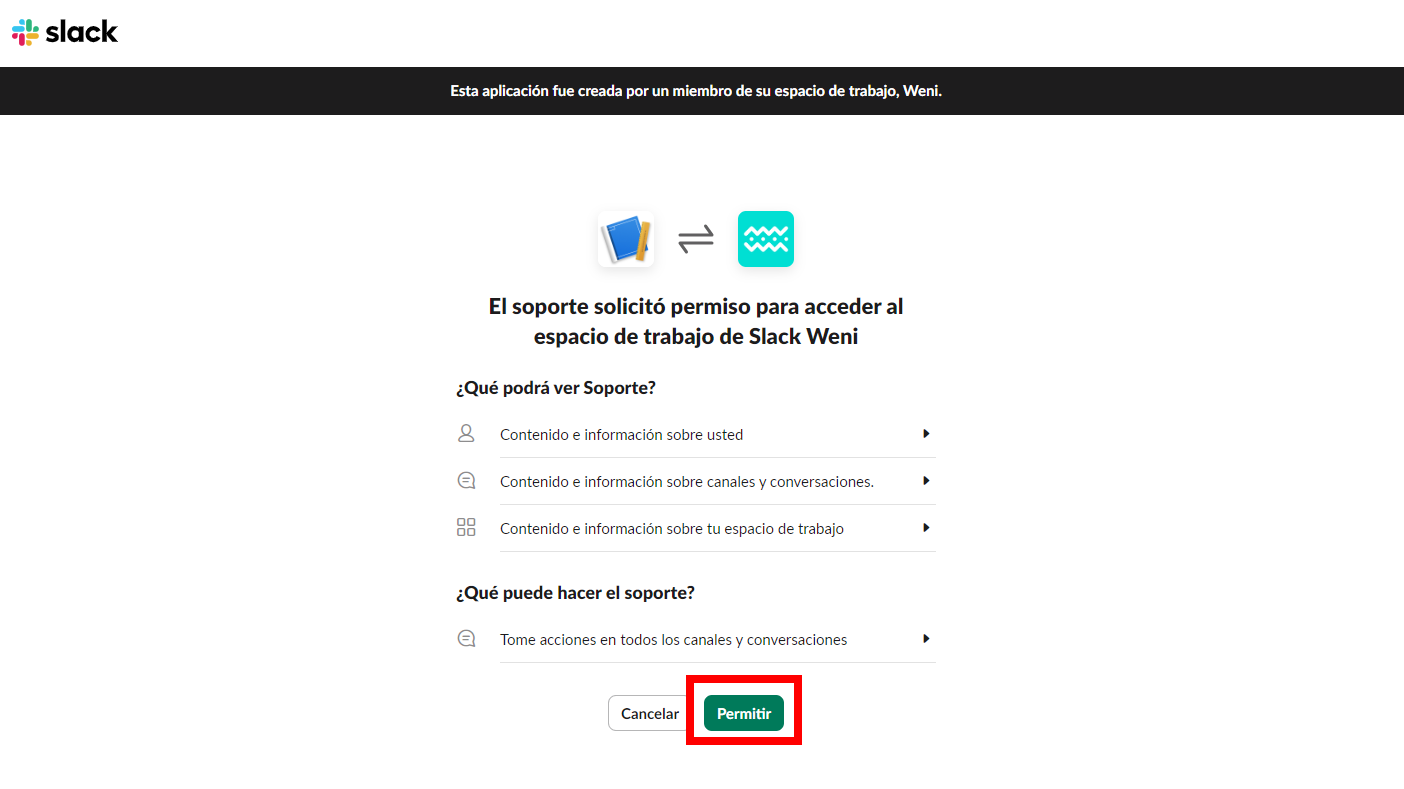 slack
Esta aplicación fue creada por un miembro de su espacio de trabajo, Weni.
El soporte solicitó permiso para acceder al
espacio de trabajo de Slack Weni
¿Qué podrá ver Soporte?
Contenido e información sobre usted
Contenido e información sobre canales y conversaciones.
Contenido e información sobre tu espacio de trabajo
¿Qué puede hacer el soporte?
Tome acciones en todos los canales y conversaciones
Cancelar Permitir